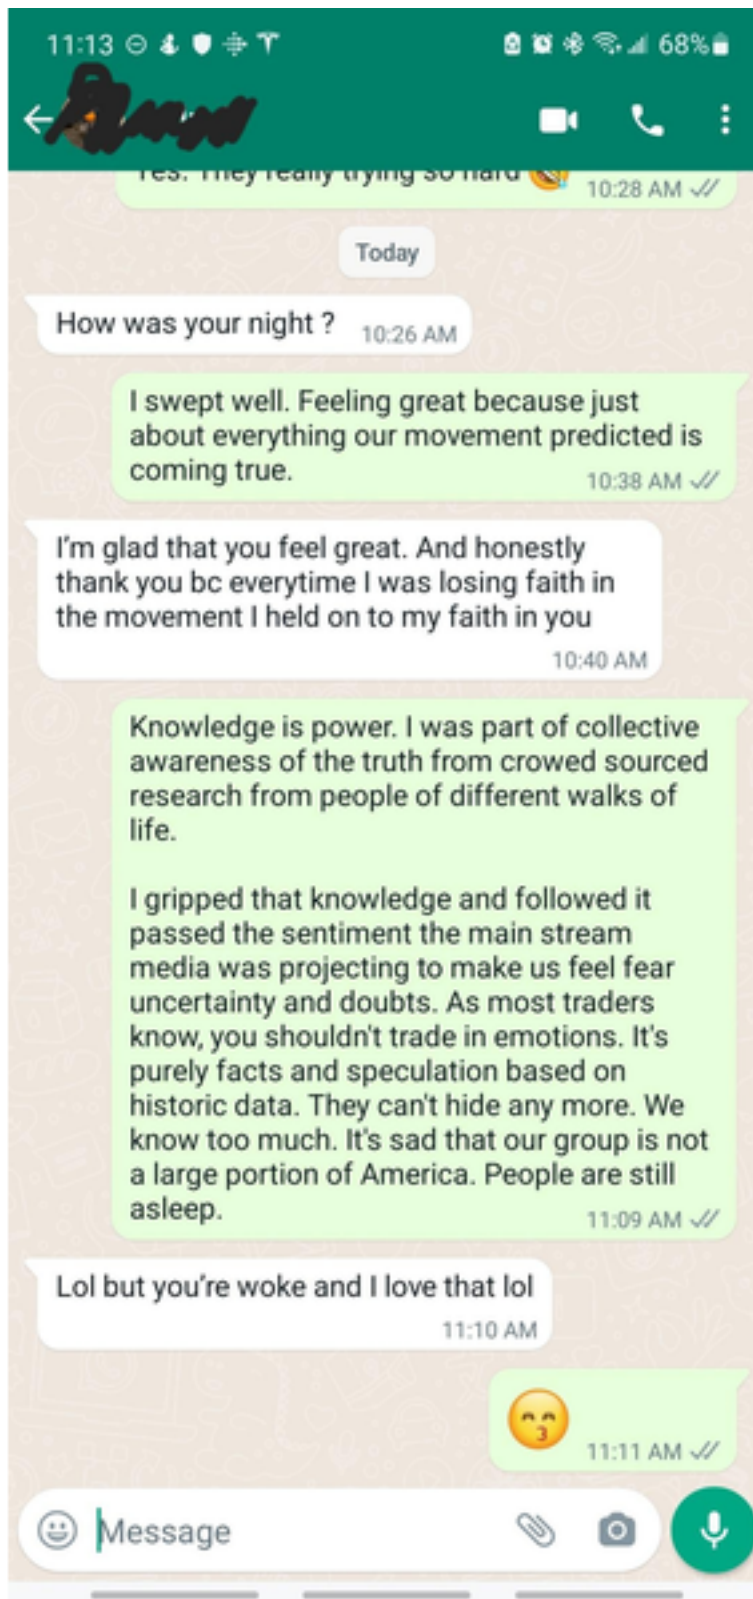 11:13 68%
Yes. They really trying so hard 🤣
10:28 AM
Today
How was your night ? 10:26 AM
I swept well. Feeling great because just
about everything our movement predicted is
coming true.
10:38 AM
I'm glad that you feel great. And honestly
thank you bc everytime I was losing faith in
the movement I held on to my faith in you
10:40 AM
Knowledge is power. I was part of collective
awareness of the truth from crowed sourced
research from people of different walks of
life.
I gripped that knowledge and followed it
passed the sentiment the main stream
media was projecting to make us feel fear
uncertainty and doubts. As most traders
know, you shouldn't trade in emotions. It's
purely facts and speculation based on
historic data. They can't hide any more. We
know too much. It's sad that our group is not
a large portion of America. People are still
asleep.
11:09 AM
Lol but you're woke and I love that lol
11:10 AM
😙
11:11 AM
Message